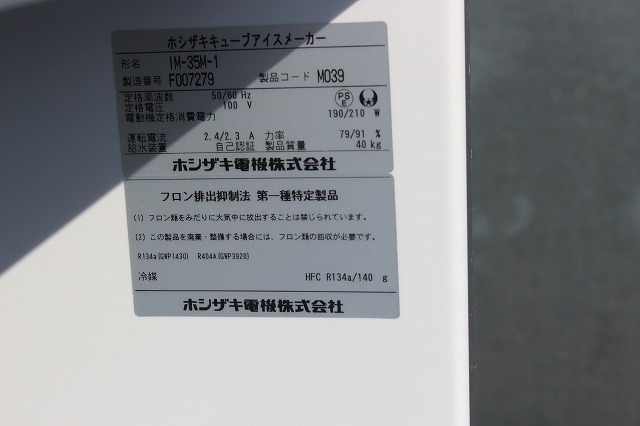 ホシザキキューブアイスメーカー
形名 IM-35M-1
製造番号 F007279 製品コード M039
定格周波数 50/60 Hz
定格電圧 100 V
電動機定格消費電力 190/210 W
PS E
運転電流 2.4/2.3 A 力率 79/91 %
給水装置 自己認証 製品質量 40 kg
ホシザキ電機株式会社
フロン排出抑制法 第一種特定製品
(1) フロン類をみだりに大気中に放出することは禁じられています。
(2) この製品を廃棄・整備する場合には、フロン類の回収が必要です。
R134a(GWP1430) R404A(GWP3920)
冷媒 HFC R134a/140 g
ホシザキ電機株式会社